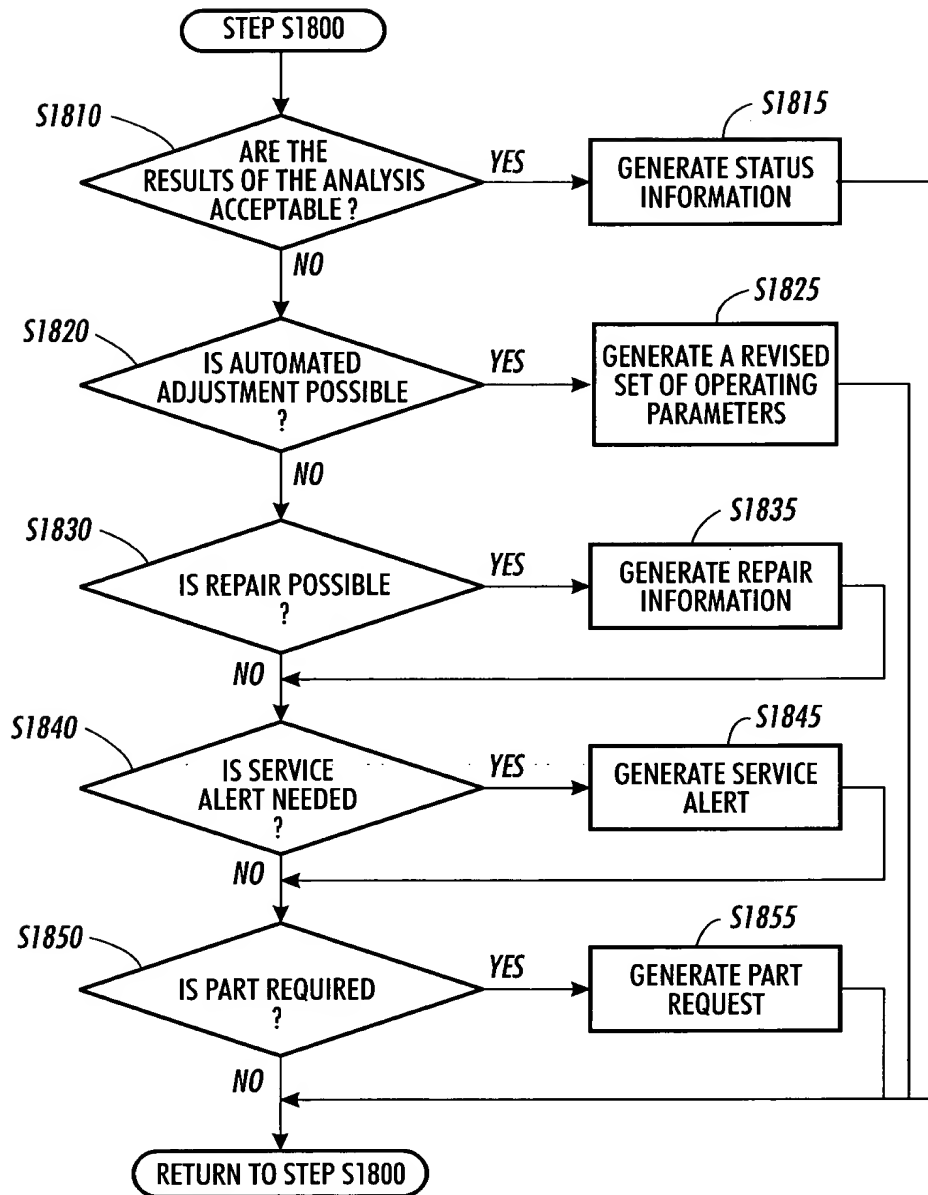 STEP S1800
S1810
ARE THE
RESULTS OF THE ANALYSIS
ACCEPTABLE ?
YES
S1815
GENERATE STATUS
INFORMATION
NO
S1820
IS AUTOMATED
ADJUSTMENT POSSIBLE
?
YES
S1825
GENERATE A REVISED
SET OF OPERATING
PARAMETERS
NO
S1830
IS REPAIR POSSIBLE
?
YES
S1835
GENERATE REPAIR
INFORMATION
NO
S1840
IS SERVICE
ALERT NEEDED
?
YES
S1845
GENERATE SERVICE
ALERT
NO
S1850
IS PART REQUIRED
?
YES
S1855
GENERATE PART
REQUEST
NO
RETURN TO STEP S1800